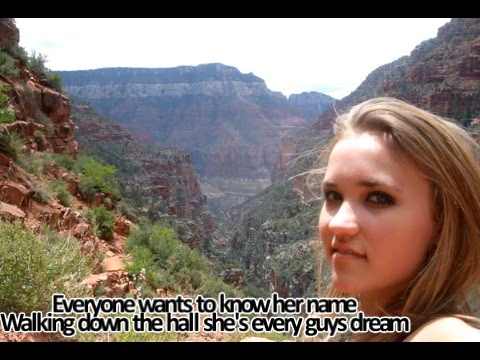 Everyone wants to know her name
Walking down the hall she's every guys dream